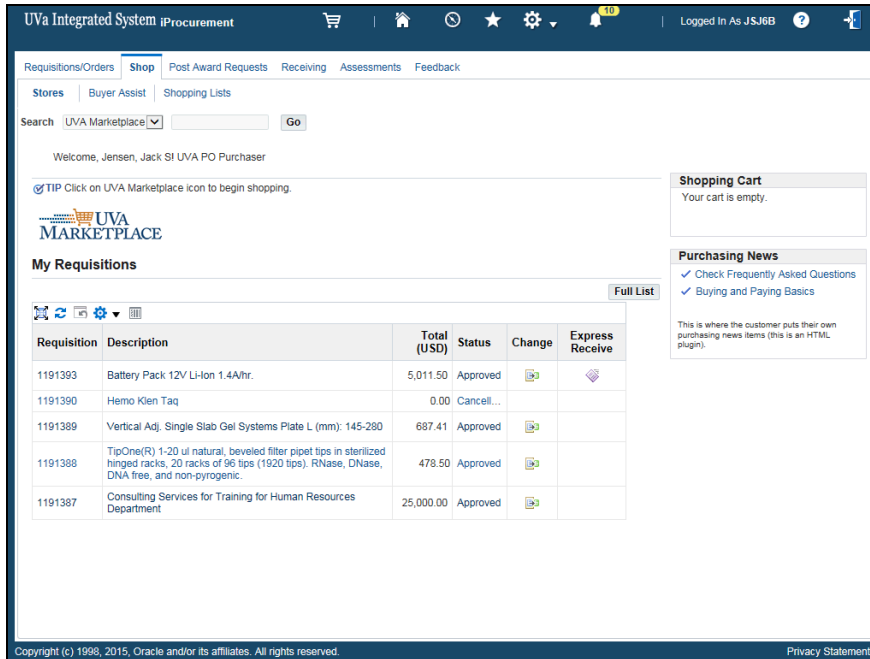 UVa Integrated System iProcurement
10
Logged In As JSJ6B
?
Requisitions/Orders Shop Post Award Requests Receiving Assessments Feedback
Stores Buyer Assist Shopping Lists
Search UVA Marketplace Go
Welcome, Jensen, Jack S! UVA PO Purchaser
TIP Click on UVA Marketplace icon to begin shopping.
UVA
MARKETPLACE
My Requisitions
Full List
Requisition Description Total (USD) Status Change Express Receive
1191393 Battery Pack 12V Li-Ion 1.4A/hr. 5,011.50 Approved
1191390 Hemo Klen Taq 0.00 Cancell...
1191389 Vertical Adj. Single Slab Gel Systems Plate L (mm): 145-280 687.41 Approved
TipOne(R) 1-20 ul natural, beveled filter pipet tips in sterilized
1191388 hinged racks, 20 racks of 96 tips (1920 tips). RNase, DNase, 478.50 Approved
DNA free, and non-pyrogenic.
1191387 Consulting Services for Training for Human Resources 25,000.00 Approved
Department
Shopping Cart
Your cart is empty.
Purchasing News
Check Frequently Asked Questions
Buying and Paying Basics
This is where the customer puts their own
purchasing news items (this is an HTML
plugin).
Copyright (c) 1998, 2015, Oracle and/or its affiliates. All rights reserved. Privacy Statement